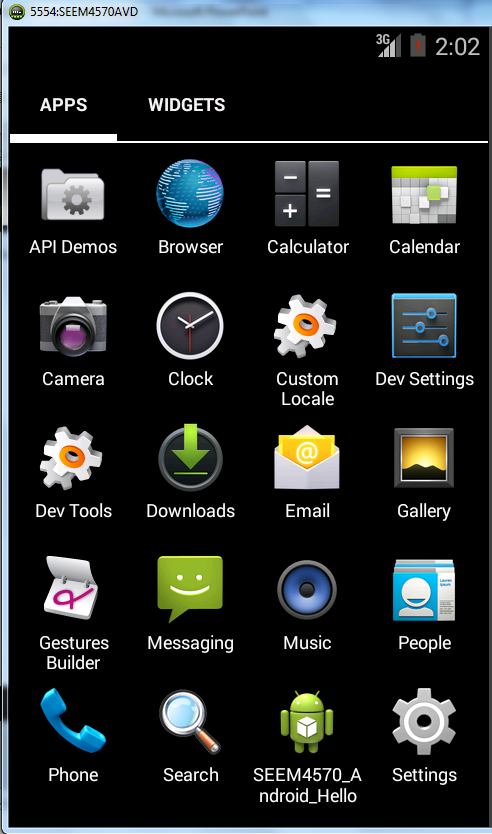 5554:SEEM4570AVD
3G 2:02
APPS WIDGETS
API Demos Browser Calculator Calendar
Camera Clock Custom Locale Dev Settings
Dev Tools Downloads Email Gallery
Gestures Builder Messaging Music People
Phone Search SEEM4570_Android_Hello Settings